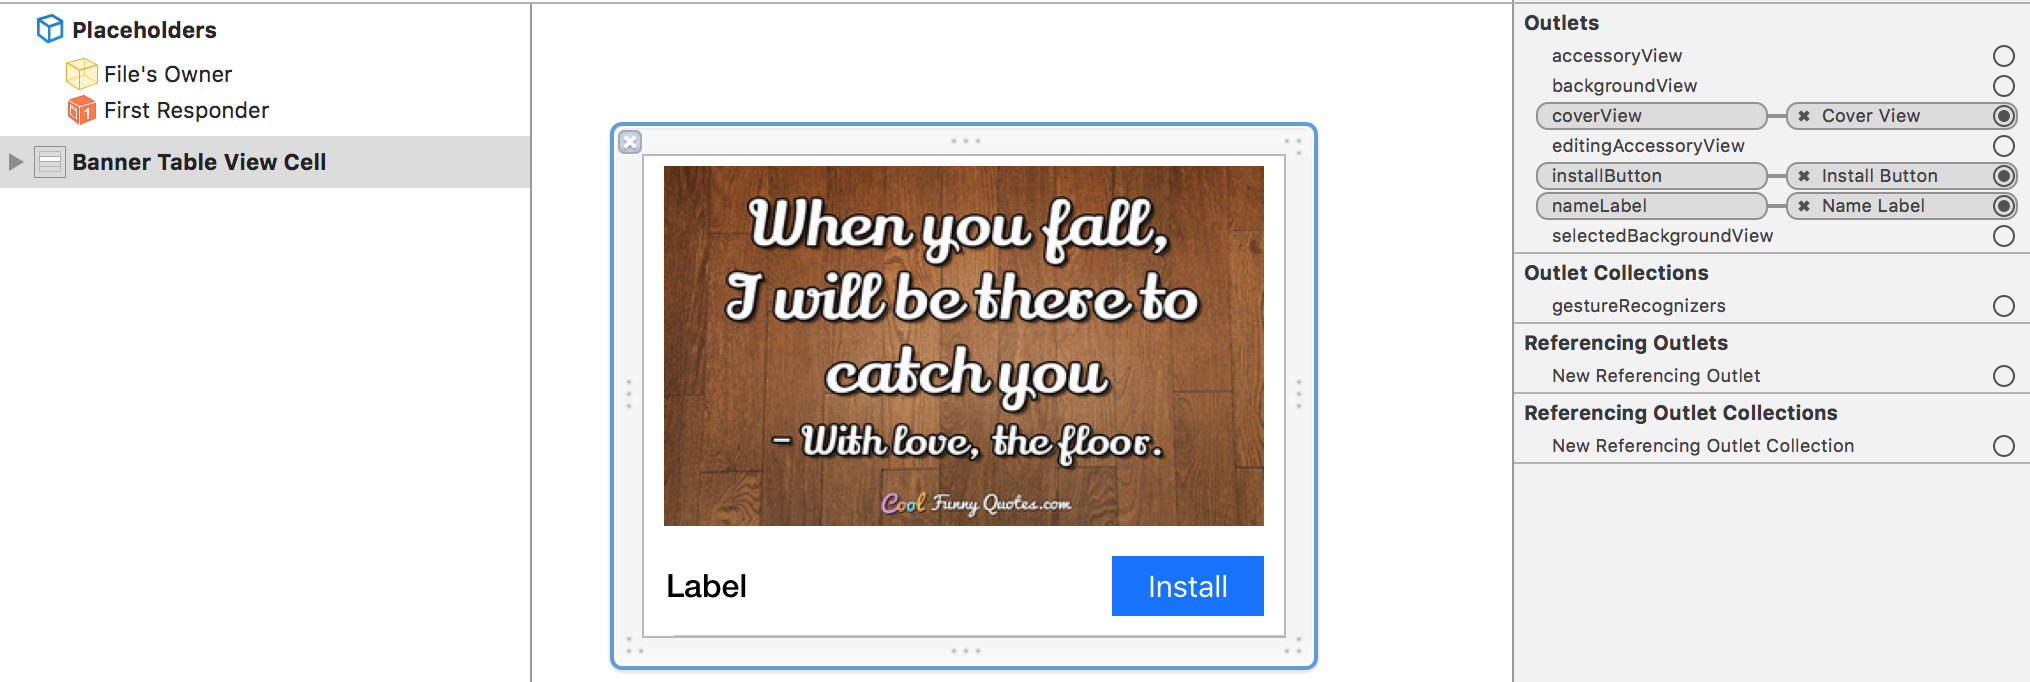 Placeholders
File's Owner
First Responder
Banner Table View Cell
When you fall,
I will be there to
catch you
- With love, the floor.
Cool Funny Quotes.com
Label
Install
Outlets
accessoryView
backgroundView
coverView Cover View
editingAccessoryView
installButton Install Button
nameLabel Name Label
selectedBackgroundView
Outlet Collections
gestureRecognizers
Referencing Outlets
New Referencing Outlet
Referencing Outlet Collections
New Referencing Outlet Collection